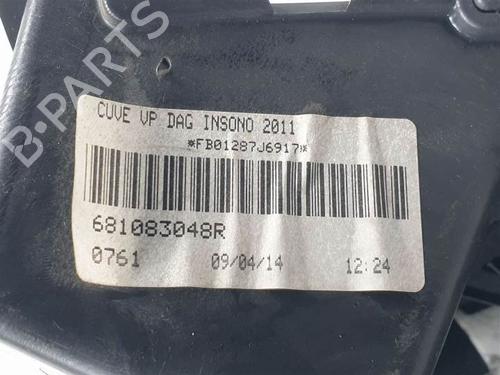 CUVE VP DAG INSONO 2011
*FB01287J6917*
681083048R
0761 09/04/14 12:24
B-PARTS